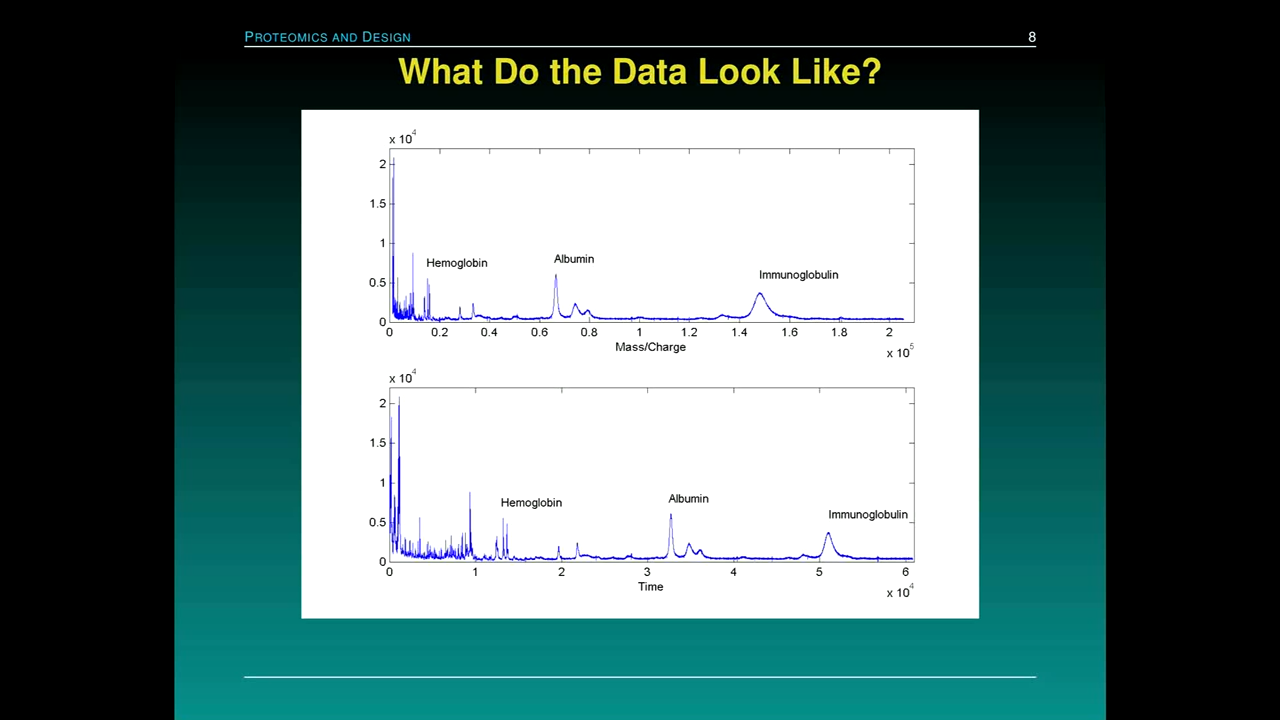 PROTEOMICS AND DESIGN 8
What Do the Data Look Like?
x 10^4
2
1.5
1
0.5
0
Hemoglobin
Albumin
Immunoglobulin
0 0.2 0.4 0.6 0.8 1 1.2 1.4 1.6 1.8 2
Mass/Charge
x 10^5
x 10^4
2
1.5
1
0.5
0
Hemoglobin
Albumin
Immunoglobulin
0 1 2 3 4 5 6
Time
x 10^4